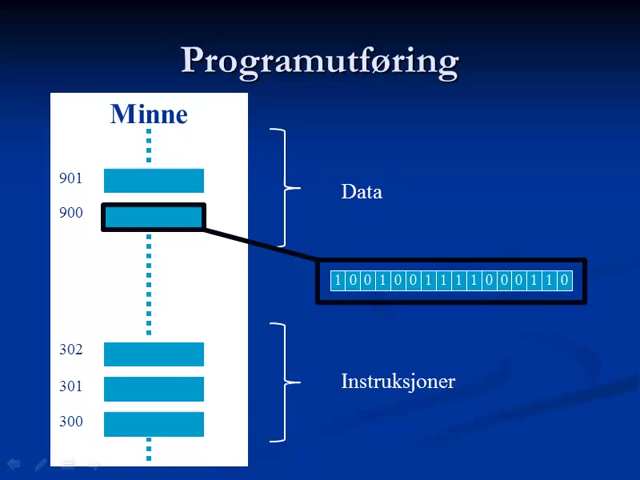 Programutføring
Minne
901
Data
900
1 0 0 1 0 0 1 1 1 1 0 0 0 1 1 0
302
301
Instruksjoner
300